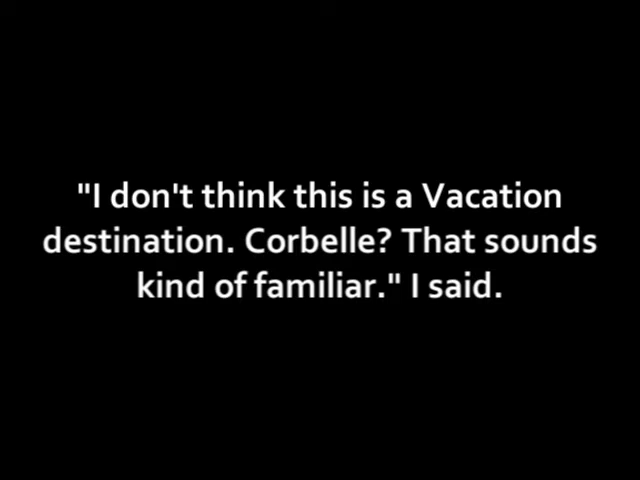 "I don't think this is a Vacation
destination. Corbelle? That sounds
kind of familiar." I said.